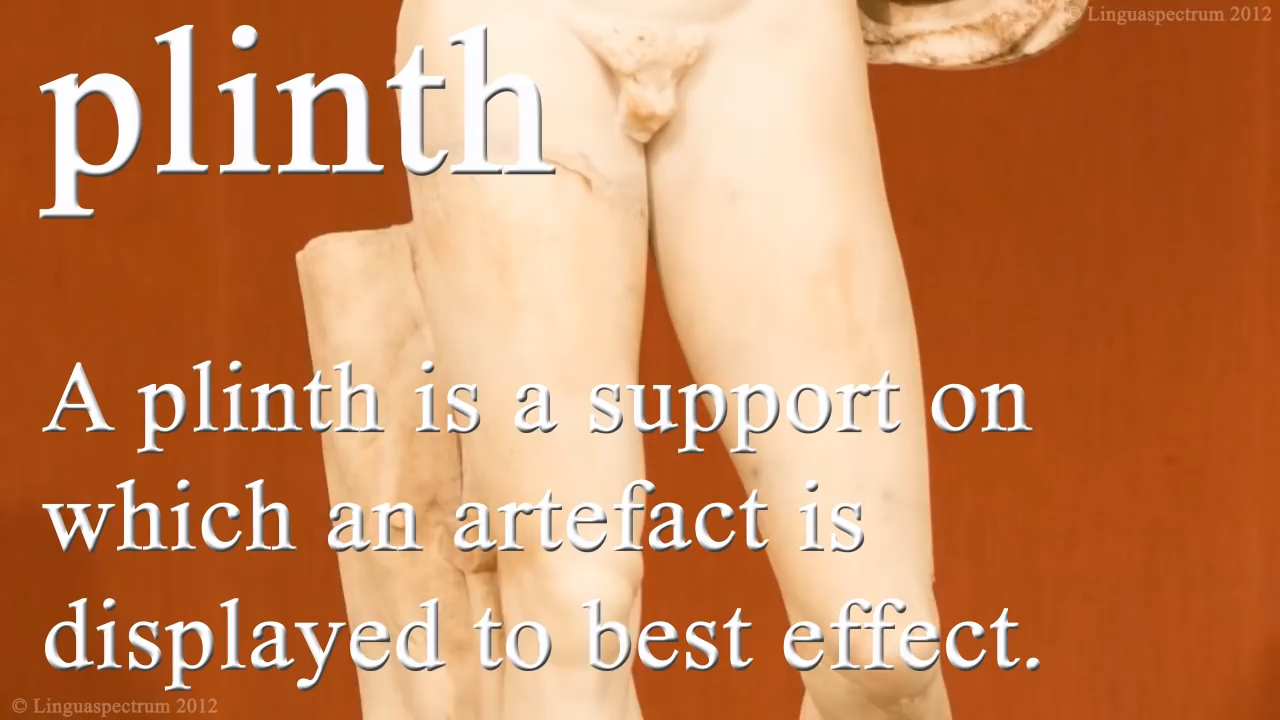 © Linguaspectrum 2012
plinth
A plinth is a support on
which an artefact is
displayed to best effect.
© Linguaspectrum 2012